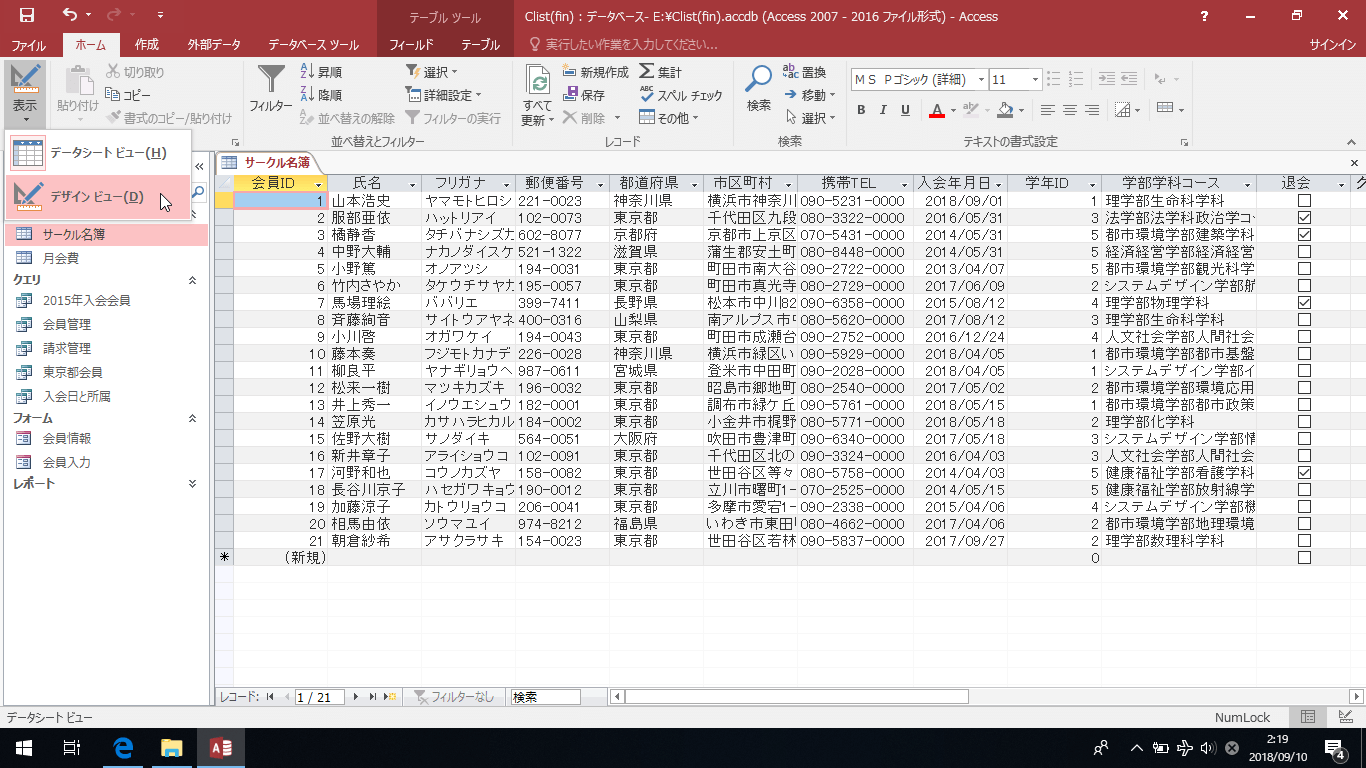 Clist(fin) : データベース- E:¥Clist(fin).accdb (Access 2007 - 2016 ファイル形式) - Access
テーブル ツール
ファイル ホーム 作成 外部データ データベース ツール フィールド テーブル 実行したい作業を入力してください... サインイン
表示 貼り付け 切り取り コピー 書式のコピー/貼り付け
フィルター 昇順 降順 並べ替えの解除 選択 詳細設定 フィルターの実行 並べ替えとフィルター
すべて更新 新規作成 保存 削除 集計 スペル チェック その他 レコード
検索 置換 移動 選択 検索
MS Pゴシック (詳細) 11 B I U A テキストの書式設定
データシート ビュー(H)
デザイン ビュー(D)
サークル名簿
月会費
クエリ
2015年入会会員
会員管理
請求管理
東京都会員
入会日と所属
フォーム
会員情報
会員入力
レポート
サークル名簿
会員ID 氏名 フリガナ 郵便番号 都道府県 市区町村 携帯TEL 入会年月日 学年ID 学部学科コース 退会 ク
1 山本浩史 ヤマモトヒロシ 221-0023 神奈川県 横浜市神奈川 090-5231-0000 2018/09/01 1 理学部生命科学科
2 服部亜依 ハットリアイ 102-0073 東京都 千代田区九段 080-3322-0000 2016/05/31 3 法学部法学科政治学コ
3 橘静香 タチバナシズカ 602-8077 京都府 京都市上京区 070-5431-0000 2014/05/31 5 都市環境学部建築学科
4 中野大輔 ナカノダイスケ 521-1322 滋賀県 蒲生郡安土町 080-8448-0000 2014/05/31 5 経済経営学部経済経営
5 小野篤 オノアツシ 194-0031 東京都 町田市南大谷 090-2722-0000 2013/04/07 5 都市環境学部観光科学
6 竹内さやか タケウチサヤカ 195-0057 東京都 町田市真光寺 080-2729-0000 2017/06/09 2 システムデザイン学部航
7 馬場理絵 ババリエ 399-7411 長野県 松本市中川82 090-6358-0000 2015/08/12 4 理学部物理学科
8 斉藤絢音 サイトウアヤネ 400-0316 山梨県 南アルプス市 080-5620-0000 2017/08/12 3 理学部生命科学科
9 小川啓 オガワケイ 194-0043 東京都 町田市成瀬台 090-2752-0000 2016/12/24 4 人文社会学部人間社会
10 藤本奏 フジモトカナデ 226-0028 神奈川県 横浜市緑区い 090-5929-0000 2018/04/05 1 都市環境学部都市基盤
11 柳良平 ヤナギリョウヘ 987-0611 宮城県 登米市中田町 090-2028-0000 2018/04/05 1 システムデザイン学部イ
12 松来一樹 マツキカズキ 196-0032 東京都 昭島市郷地町 080-2540-0000 2017/05/02 2 都市環境学部環境応用
13 井上秀一 イノウエシュウ 182-0001 東京都 調布市緑ケ丘 090-5761-0000 2018/05/15 1 都市環境学部都市政策
14 笠原光 カサハラヒカル 184-0002 東京都 小金井市梶野 080-5771-0000 2018/05/18 2 理学部化学科
15 佐野大樹 サノダイキ 564-0051 大阪府 吹田市豊津町 090-6340-0000 2017/05/18 3 システムデザイン学部情
16 新井章子 アライショウコ 102-0091 東京都 千代田区北の 090-3324-0000 2016/04/03 3 人文社会学部人間社会
17 河野和也 コウノカズヤ 158-0082 東京都 世田谷区等々 080-5758-0000 2014/04/03 5 健康福祉学部看護学科
18 長谷川京子 ハセガワキョウ 190-0012 東京都 立川市曙町1- 070-2525-0000 2014/05/15 5 健康福祉学部放射線学
19 加藤涼子 カトウリョウコ 206-0041 東京都 多摩市愛宕1- 090-2338-0000 2015/04/05 4 システムデザイン学部機
20 相馬由依 ソウマユイ 974-8212 福島県 いわき市東田 080-4662-0000 2017/04/06 2 都市環境学部地理環境
21 朝倉紗希 アサクラサキ 154-0023 東京都 世田谷区若林 090-5837-0000 2017/09/27 2 理学部数理科学科
* (新規) 0
レコード: 1 / 21 フィルターなし 検索
データシート ビュー NumLock
2:19
2018/09/10
4